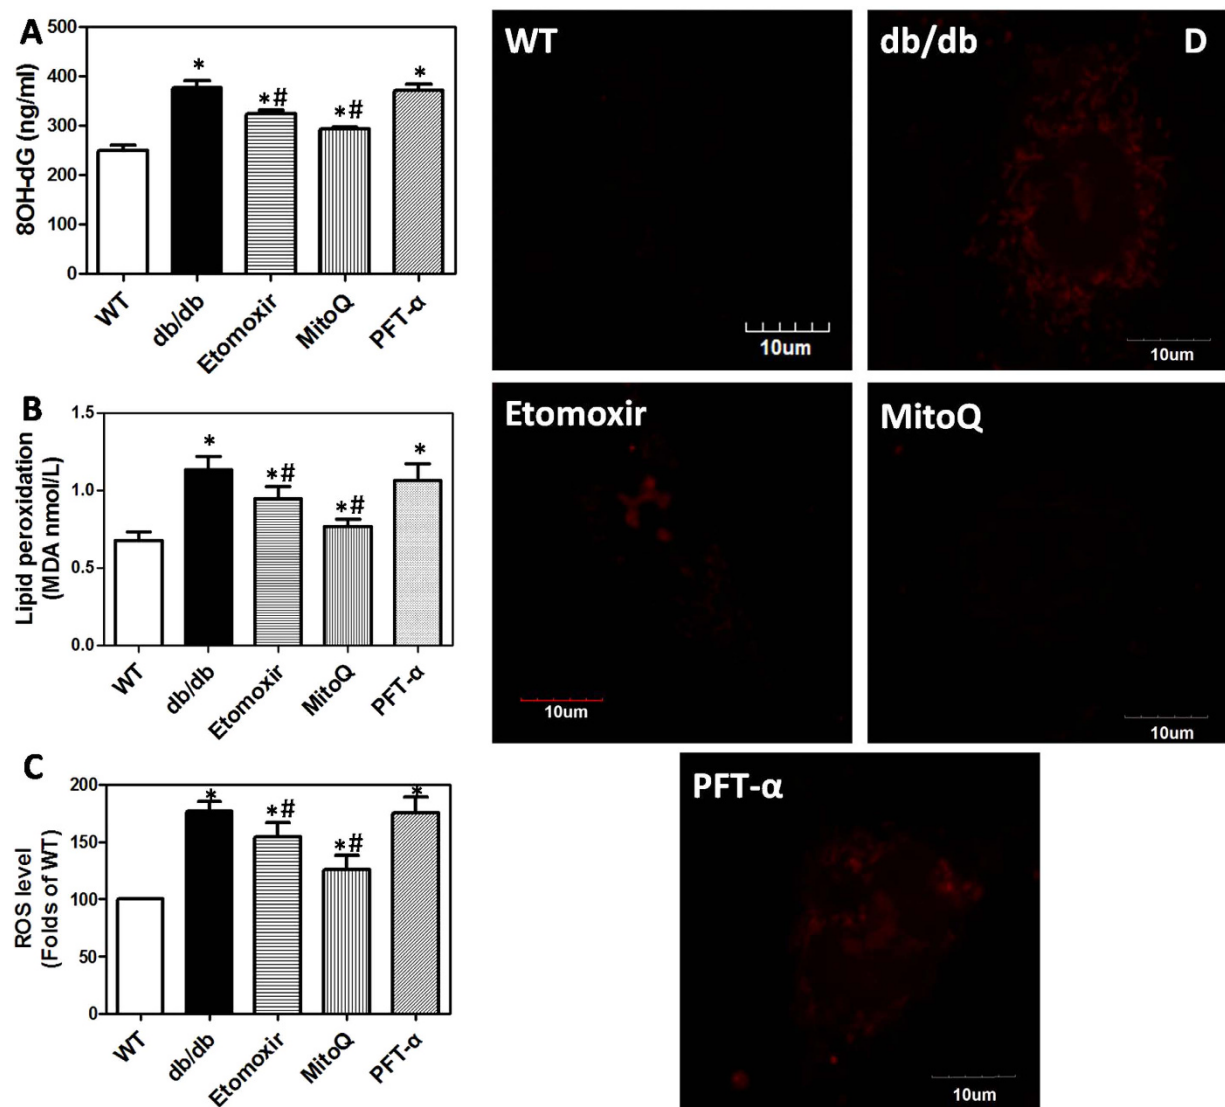 A
8OH-dG (ng/ml)
500
400
300
200
100
0
*
*#
*#
*
WT
db/db
Etomoxir
MitoQ
PFT-α
B
Lipid peroxidation
(MDA nmol/L)
1.5
1.0
0.5
0.0
*
*#
*#
*
WT
db/db
Etomoxir
MitoQ
PFT-α
C
ROS level
(Folds of WT)
200
150
100
50
0
*
*#
*#
*
WT
db/db
Etomoxir
MitoQ
PFT-α
WT
10um
db/db
D
10um
Etomoxir
10um
MitoQ
10um
PFT-α
10um